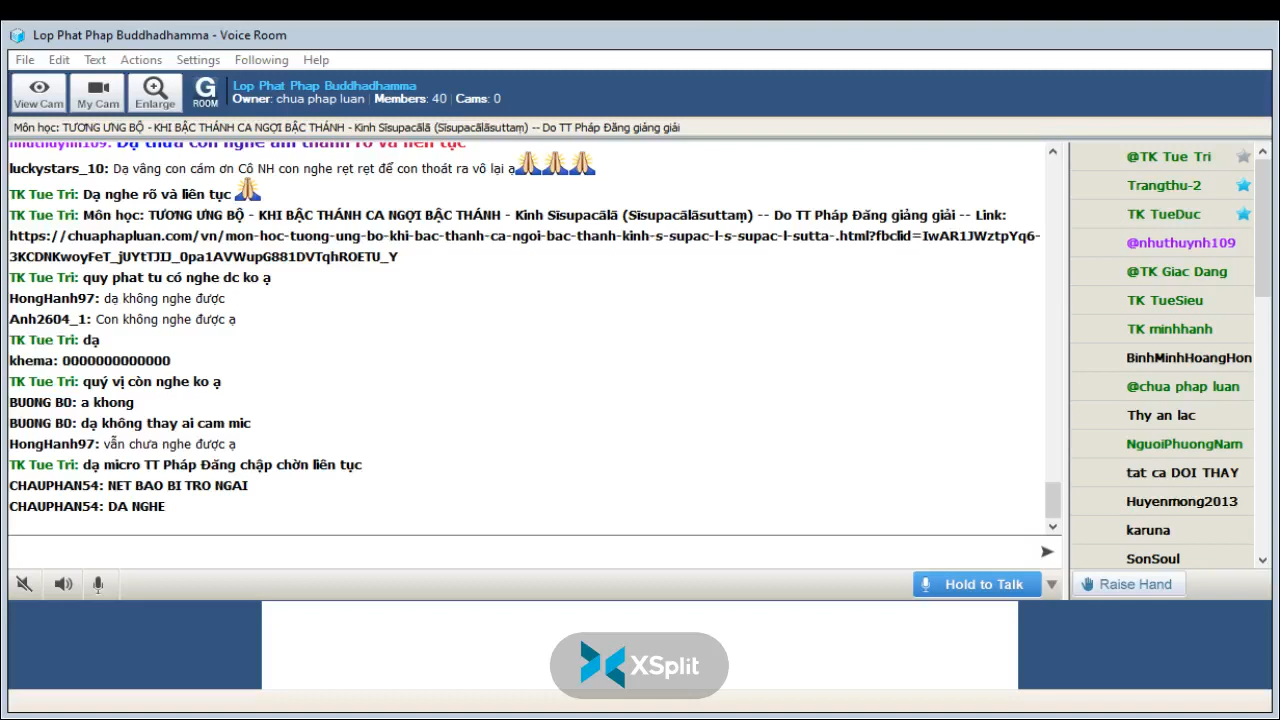 Lop Phat Phap Buddhadhamma - Voice Room
File Edit Text Actions Settings Following Help
View Cam My Cam Enlarge G ROOM
Lop Phat Phap Buddhadhamma
Owner: chua phap luan | Members: 40 | Cams: 0
Môn học: TƯƠNG ƯNG BỘ - KHI BẬC THÁNH CA NGỢI BẬC THÁNH - Kinh Sīsupacālā (Sīsupacālāsuttaṃ) -- Do TT Pháp Đăng giảng giải
nhuthuynh109: Dạ thưa con nghe âm thanh rõ và liên tục
luckystars_10: Dạ vâng con cám ơn Cô NH con nghe rẹt rẹt để con thoát ra vô lại ạ
TK Tue Tri: Dạ nghe rõ và liên tục
TK Tue Tri: Môn học: TƯƠNG ƯNG BỘ - KHI BẬC THÁNH CA NGỢI BẬC THÁNH - Kinh Sīsupacālā (Sīsupacālāsuttaṃ) -- Do TT Pháp Đăng giảng giải -- Link:
https://chuaphapluan.com/vn/mon-hoc-tuong-ung-bo-khi-bac-thanh-ca-ngoi-bac-thanh-kinh-s-supac-l-s-supac-l-sutta-.html?fbclid=IwAR1JWztpYq6-
3KCDNKwoyFeT_jUYtTJIJ_0pa1AVWupG881DVTqhROETU_Y
TK Tue Tri: quy phat tu có nghe dc ko ạ
HongHanh97: dạ không nghe được
Anh2604_1: Con không nghe được ạ
TK Tue Tri: dạ
khema: 0000000000000
TK Tue Tri: quý vị còn nghe ko ạ
BUONG BO: a khong
BUONG BO: dạ không thay ai cam mic
HongHanh97: vẫn chưa nghe được ạ
TK Tue Tri: dạ micro TT Pháp Đăng chập chờn liên tục
CHAUPHAN54: NET BAO BI TRO NGAI
CHAUPHAN54: DA NGHE
@TK Tue Tri
Trangthu-2
TK TueDuc
@nhuthuynh109
@TK Giac Dang
TK TueSieu
TK minhhanh
BinhMinhHoangHon
@chua phap luan
Thy an lac
NguoiPhuongNam
tat ca DOI THAY
Huyenmong2013
karuna
SonSoul
Hold to Talk
Raise Hand
XSplit